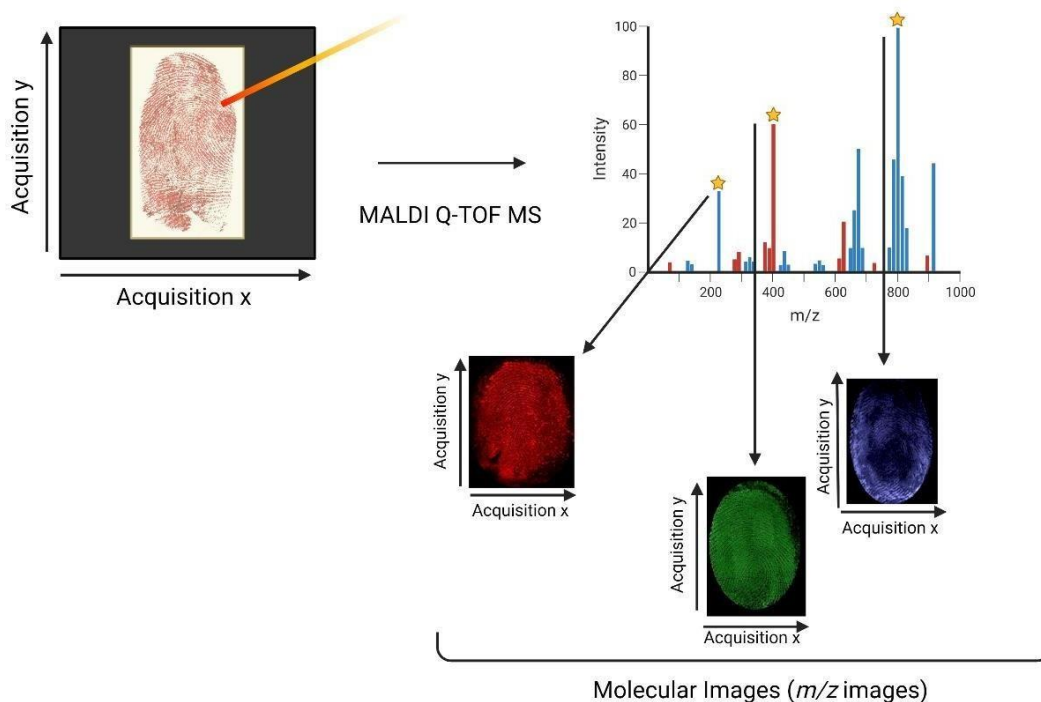 Acquisition y
Acquisition x
MALDI Q-TOF MS
Intensity
100
80
60
40
20
0
200
400
600
800
1000
m/z
Acquisition y
Acquisition x
Acquisition y
Acquisition x
Acquisition y
Acquisition x
Molecular Images (m/z images)